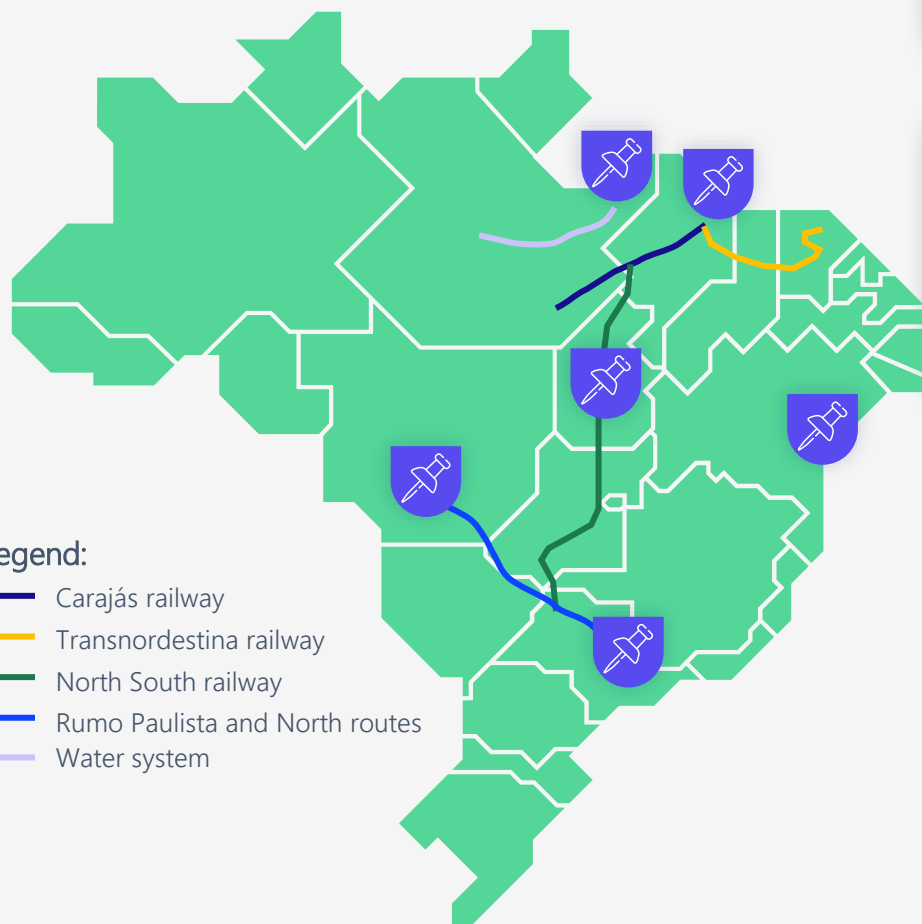 egend:
Carajás railway
Transnordestina railway
North South railway
Rumo Paulista and North routes
Water system